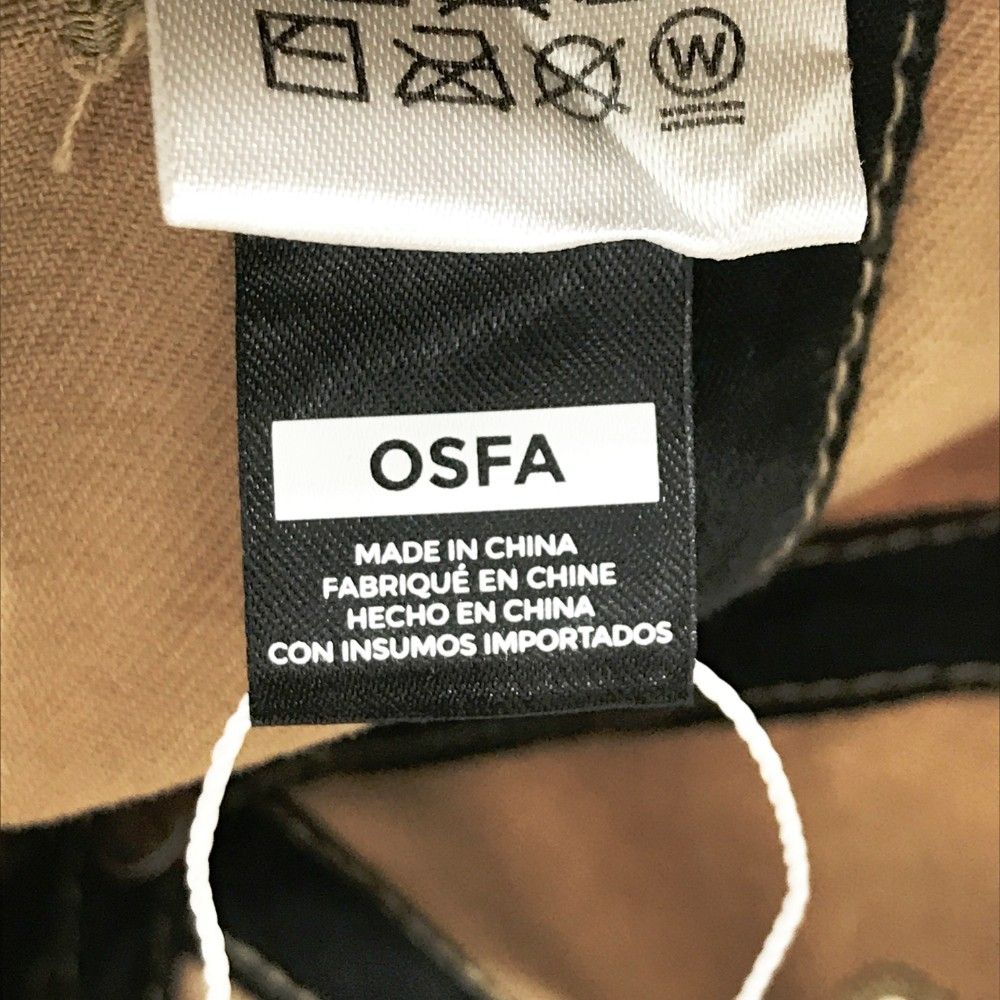 W
OSFA
MADE IN CHINA
FABRIQUÉ EN CHINE
HECHO EN CHINA
CON INSUMOS IMPORTADOS